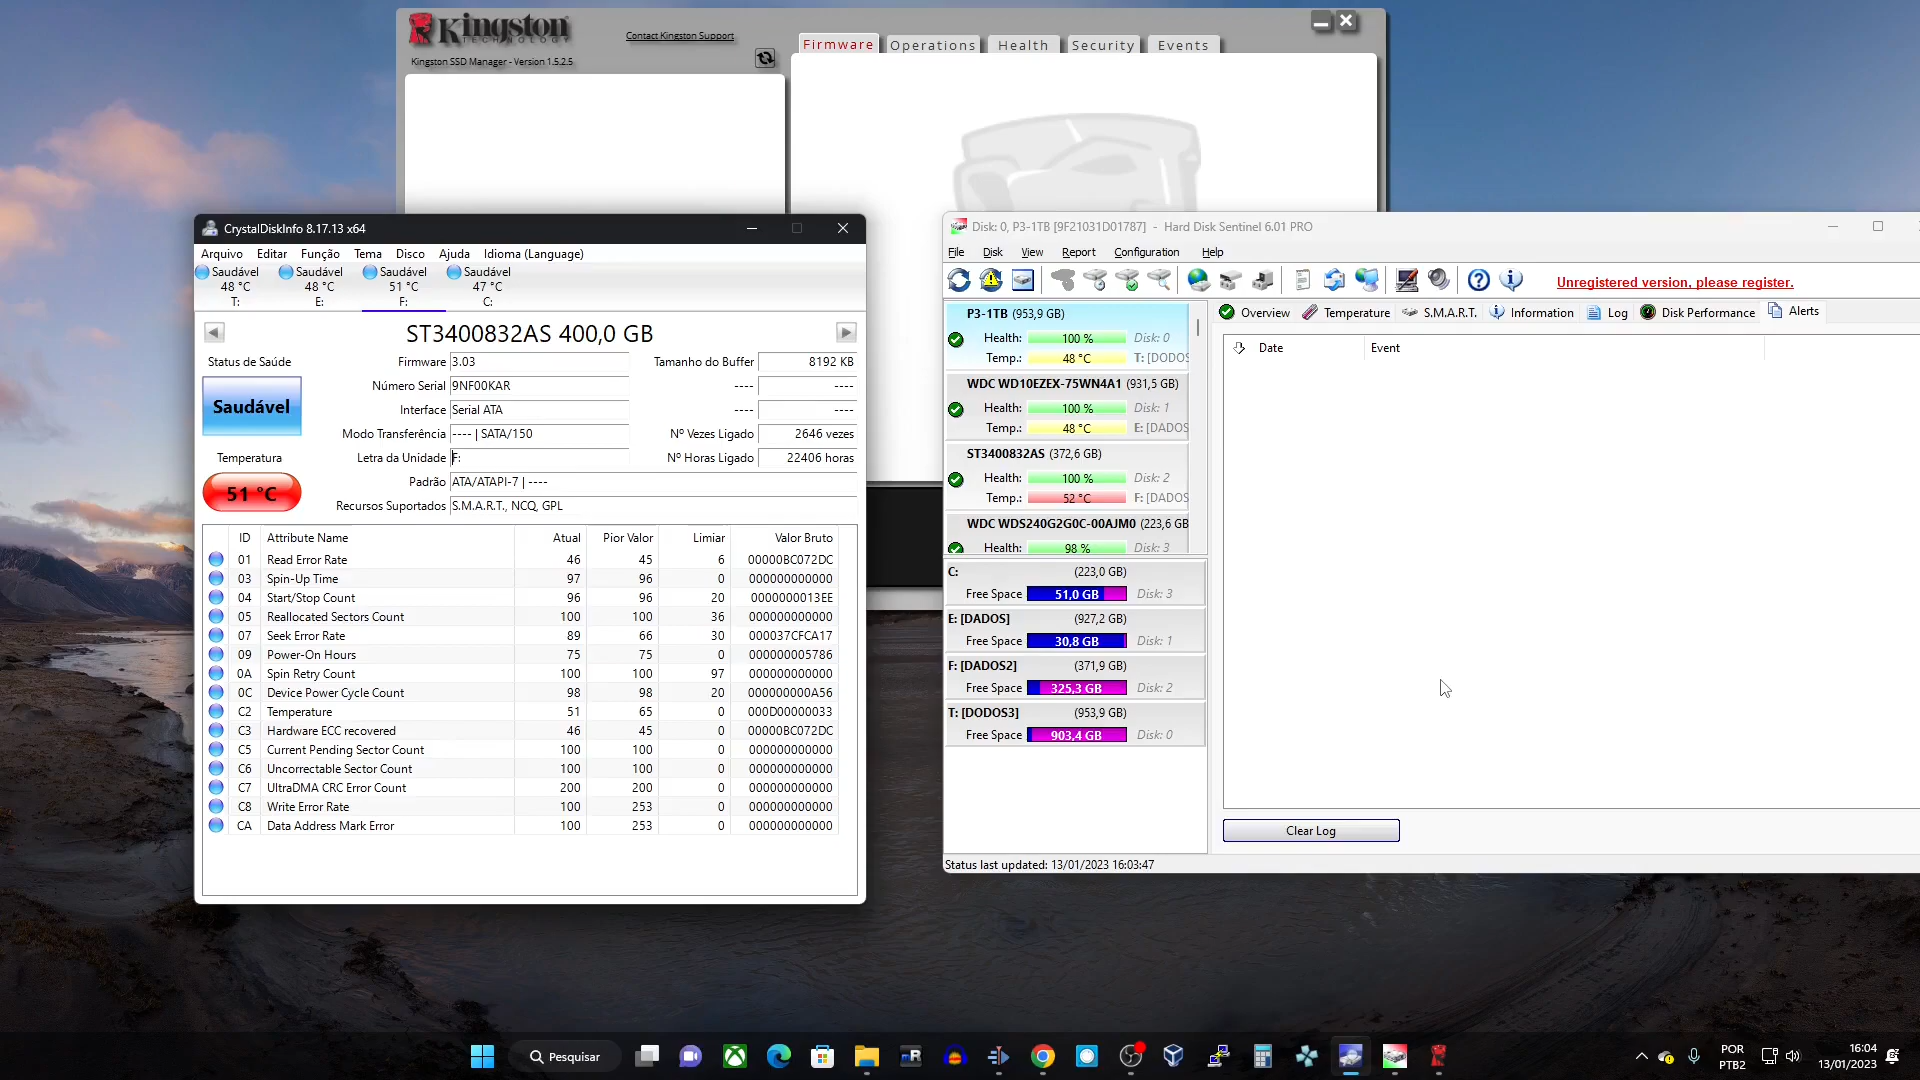 Kingston
TECHNOLOGY
Kingston SSD Manager - Version 1.5.2.5
Contact Kingston Support
Firmware
Operations
Health
Security
Events
CrystalDiskInfo 8.17.13 x64
Arquivo Editar Função Tema Disco Ajuda Idioma (Language)
Saudável Saudável Saudável Saudável
48 °C 48 °C 51 °C 47 °C
T: E: F: C:
ST3400832AS 400,0 GB
Status de Saúde
Saudável
Temperatura
51 °C
Firmware 3.03
Número Serial 9NF00KAR
Interface Serial ATA
Modo Transferência ---- | SATA/150
Letra da Unidade F:
Padrão ATA/ATAPI-7 | ----
Recursos Suportados S.M.A.R.T., NCQ, GPL
Tamanho do Buffer 8192 KB
---- ----
---- ----
Nº Vezes Ligado 2646 vezes
Nº Horas Ligado 22406 horas
ID Attribute Name Atual Pior Valor Limiar Valor Bruto
01 Read Error Rate 46 45 6 00000BC072DC
03 Spin-Up Time 97 96 0 000000000000
04 Start/Stop Count 96 96 20 0000000013EE
05 Reallocated Sectors Count 100 100 36 000000000000
07 Seek Error Rate 89 66 30 000037CFCA17
09 Power-On Hours 75 75 0 000000005786
0A Spin Retry Count 100 100 97 000000000000
0C Device Power Cycle Count 98 98 20 000000000A56
C2 Temperature 51 65 0 000D00000033
C3 Hardware ECC recovered 46 45 0 00000BC072DC
C5 Current Pending Sector Count 100 100 0 000000000000
C6 Uncorrectable Sector Count 100 100 0 000000000000
C7 UltraDMA CRC Error Count 200 200 0 000000000000
C8 Write Error Rate 100 253 0 000000000000
CA Data Address Mark Error 100 253 0 000000000000
Disk: 0, P3-1TB [9F21031D01787] - Hard Disk Sentinel 6.01 PRO
File Disk View Report Configuration Help
Unregistered version, please register.
P3-1TB (953,9 GB)
Health: 100 % Disk: 0
Temp.: 48 °C T: [DODOS
WDC WD10EZEX-75WN4A1 (931,5 GB)
Health: 100 % Disk: 1
Temp.: 48 °C E: [DADOS
ST3400832AS (372,6 GB)
Health: 100 % Disk: 2
Temp.: 52 °C F: [DADOS
WDC WDS240G2G0C-00AJM0 (223,6 GB
Health: 98 % Disk: 3
C: (223,0 GB)
Free Space 51,0 GB Disk: 3
E: [DADOS] (927,2 GB)
Free Space 30,8 GB Disk: 1
F: [DADOS2] (371,9 GB)
Free Space 325,3 GB Disk: 2
T: [DODOS3] (953,9 GB)
Free Space 903,4 GB Disk: 0
Overview Temperature S.M.A.R.T. Information Log Disk Performance Alerts
Date Event
Clear Log
Status last updated: 13/01/2023 16:03:47
Pesquisar
POR
PTB2
16:04
13/01/2023